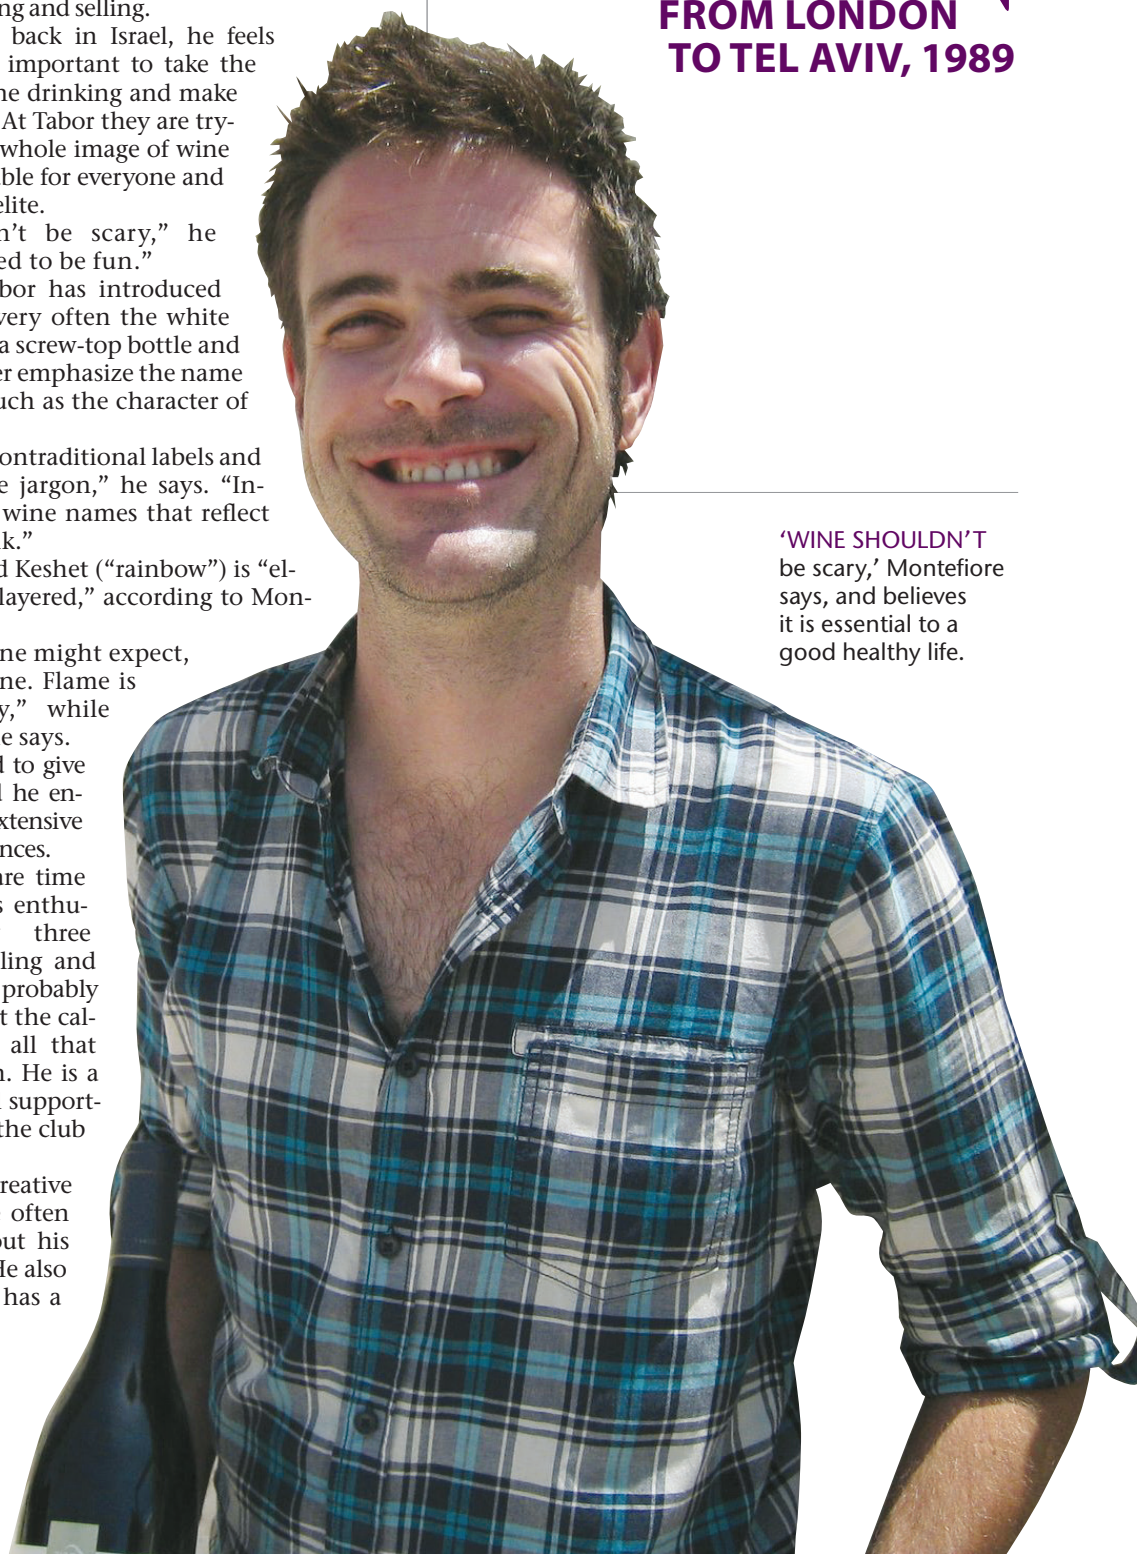 ng and selling.
back in Israel, he feels
important to take the
ne drinking and make
At Tabor they are try-
whole image of wine
ble for everyone and
elite.
n't be scary,” he
ed to be fun.”
bor has introduced
very often the white
a screw-top bottle and
er emphasize the name
uch as the character of
ontraditional labels and
e jargon,” he says. “In-
wine names that reflect
k.”
d Keshet (“rainbow”) is “el-
layered,” according to Mon-
ne might expect,
ne. Flame is
y,” while
e says.
d to give
l he en-
xtensive
nces.
are time
s enthu-
three
ling and
probably
t the cal-
all that
n. He is a
support-
the club
reative
often
out his
He also
has a
FROM LONDON
TO TEL AVIV, 1989
‘WINE SHOULDN’T
be scary,’ Montefiore
says, and believes
it is essential to a
good healthy life.